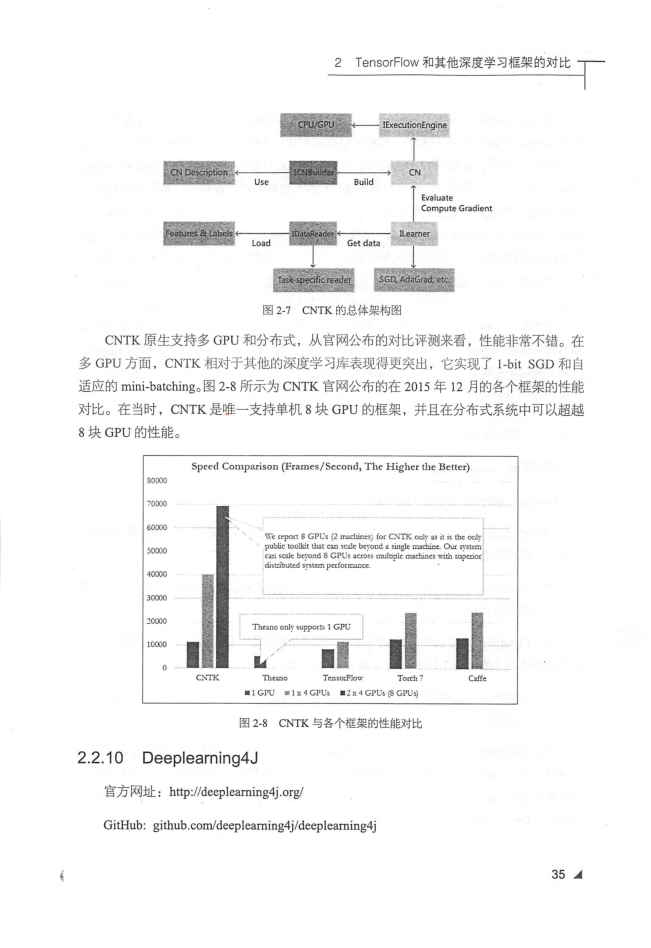 2 TensorFlow 和其他深度学习框架的对比
CPU/GPU
IExecutionEngine
CN Description
Use
ICNBuilder
Build
CN
Evaluate
Compute Gradient
Features & Labels
Load
IDataReader
Get data
ILearner
Task-specific reader
SGD, AdaGrad, etc.
图 2-7 CNTK 的总体架构图
CNTK 原生支持多 GPU 和分布式，从官网公布的对比评测来看，性能非常不错。在
多 GPU 方面，CNTK 相对于其他的深度学习库表现得更突出，它实现了 1-bit SGD 和自
适应的 mini-batching。图 2-8 所示为 CNTK 官网公布的在 2015 年 12 月的各个框架的性能
对比。在当时，CNTK 是唯一支持单机 8 块 GPU 的框架，并且在分布式系统中可以超越
8 块 GPU 的性能。
Speed Comparison (Frames/Second, The Higher the Better)
80000
70000
60000
50000
40000
30000
20000
10000
0
We report 8 GPUs (2 machines) for CNTK only as it is the only
public toolkit that can scale beyond a single machine. Our system
can scale beyond 8 GPUs across multiple machines with superior
distributed system performance.
Theano only supports 1 GPU
CNTK Theano TensorFlow Torch 7 Caffe
1 GPU 1 x 4 GPUs 2 x 4 GPUs (8 GPUs)
图 2-8 CNTK 与各个框架的性能对比
2.2.10 Deeplearning4J
官方网址：http://deeplearning4j.org/
GitHub: github.com/deeplearning4j/deeplearning4j
35